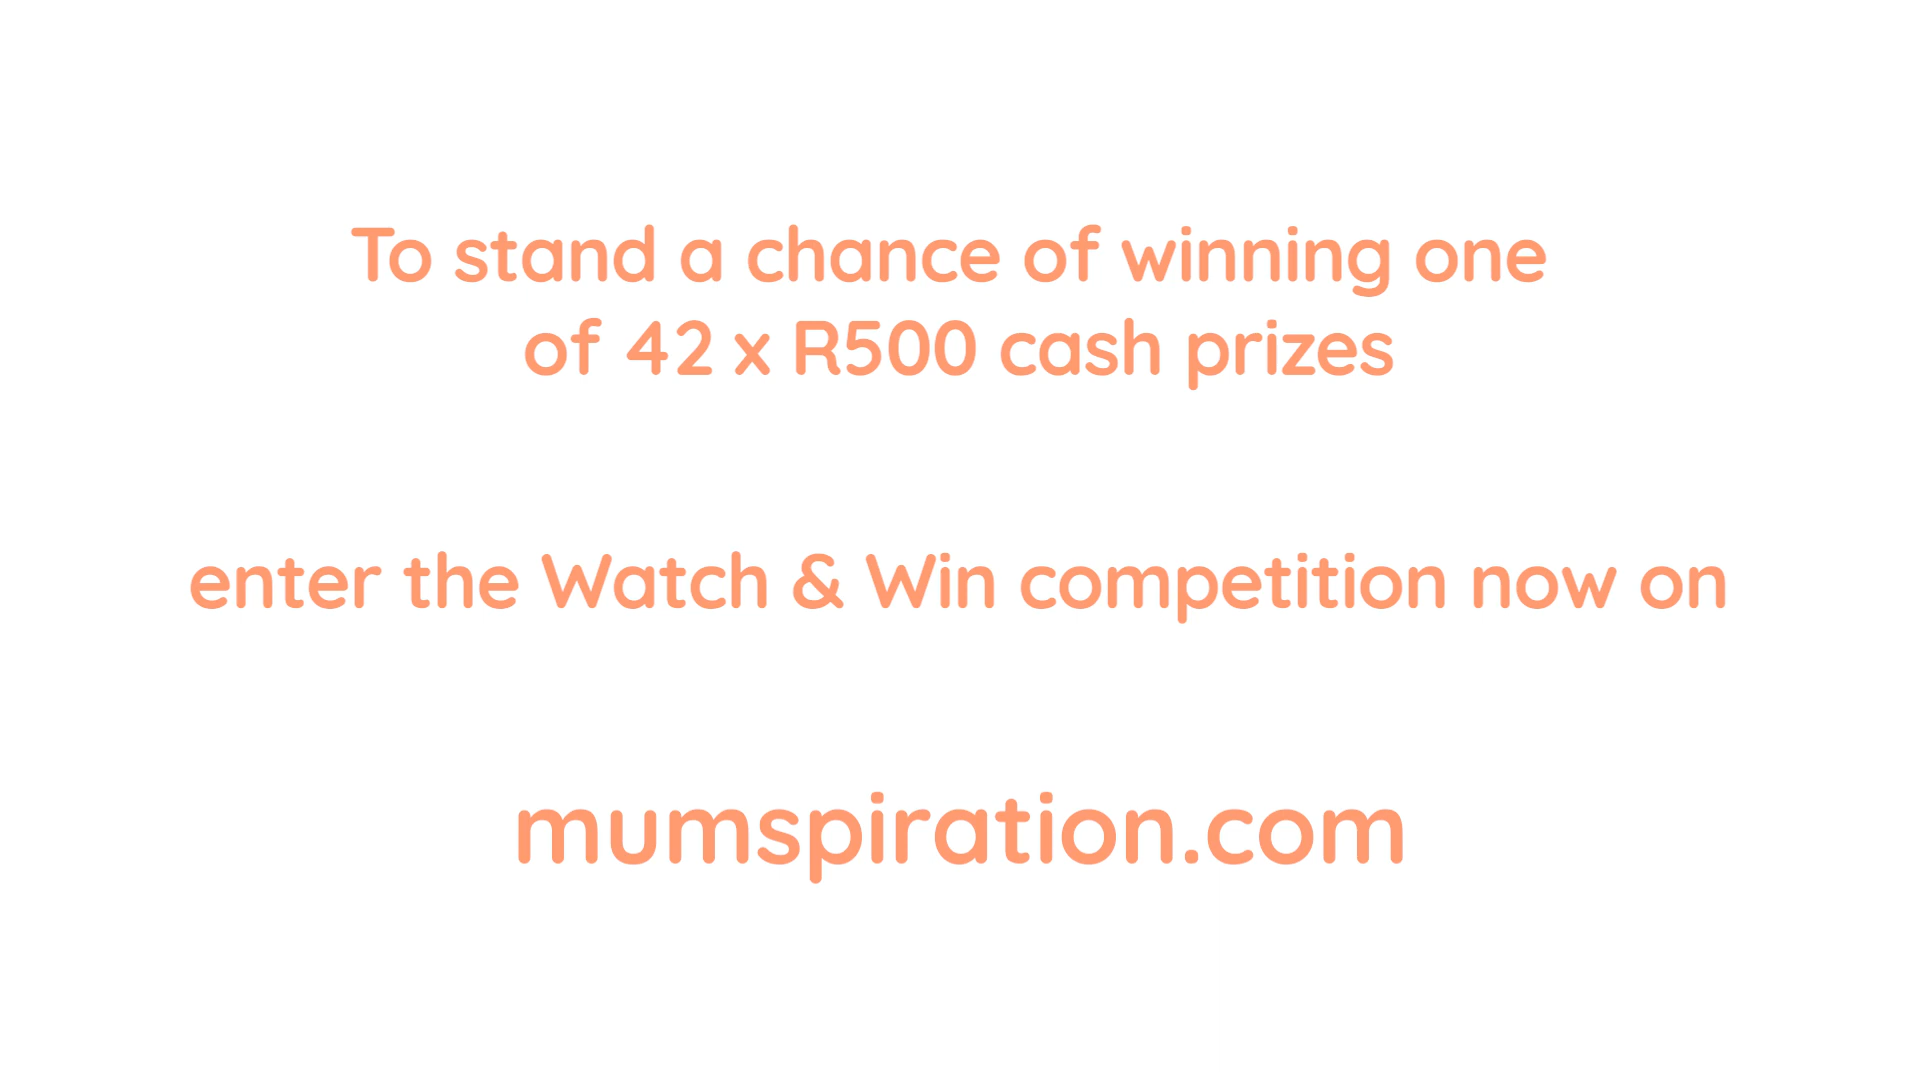 To stand a chance of winning one
of 42 x R500 cash prizes
enter the Watch & Win competition now on
mumspiration.com